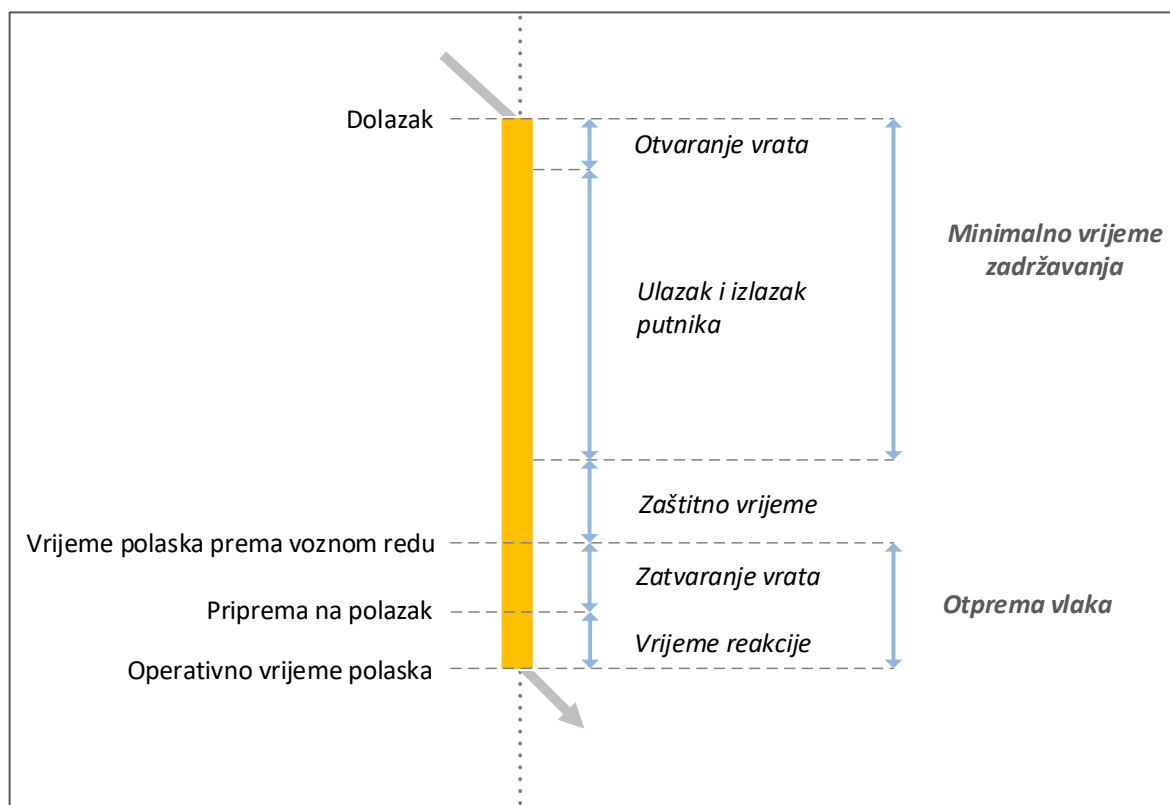 Dolazak
Otvaranje vrata
Minimalno vrijeme
zadržavanja
Ulazak i izlazak
putnika
Zaštitno vrijeme
Vrijeme polaska prema voznom redu
Zatvaranje vrata
Priprema na polazak
Otprema vlaka
Vrijeme reakcije
Operativno vrijeme polaska